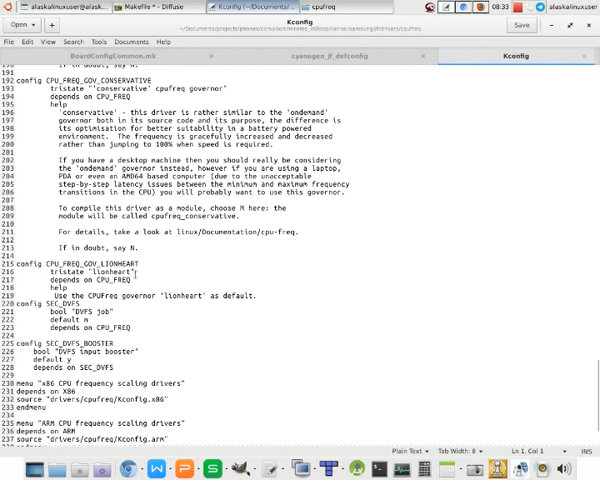 alaskalinuxuser@alask...
Makefile * - Diffuse
Kconfig (~/Documents/...
cpufreq
08:33
alaskalinuxuser
Open
Kconfig
Save
File Edit View Search Tools Documents Help
BoardConfigCommon.mk
cyanogen_jf_defconfig
Kconfig
190 If in doubt, say N.
191
192 config CPU_FREQ_GOV_CONSERVATIVE
193 tristate "'conservative' cpufreq governor"
194 depends on CPU_FREQ
195 help
196 'conservative' - this driver is rather similar to the 'ondemand'
197 governor both in its source code and its purpose, the difference is
198 its optimisation for better suitability in a battery powered
199 environment. The frequency is gracefully increased and decreased
200 rather than jumping to 100% when speed is required.
201
202 If you have a desktop machine then you should really be considering
203 the 'ondemand' governor instead, however if you are using a laptop,
204 PDA or even an AMD64 based computer (due to the unacceptable
205 step-by-step latency issues between the minimum and maximum frequency
206 transitions in the CPU) you will probably want to use this governor.
207
208 To compile this driver as a module, choose M here: the
209 module will be called cpufreq_conservative.
210
211 For details, take a look at linux/Documentation/cpu-freq.
212
213 If in doubt, say N.
214
215 config CPU_FREQ_GOV_LIONHEART
216 tristate "lionheart"
217 depends on CPU_FREQ
218 help
219 Use the CPUFreq governor 'lionheart' as default.
220 config SEC_DVFS
221 bool "DVFS job"
222 default n
223 depends on CPU_FREQ
224
225 config SEC_DVFS_BOOSTER
226 bool "DVFS input booster"
227 default y
228 depends on SEC_DVFS
229
230 menu "x86 CPU frequency scaling drivers"
231 depends on X86
232 source "drivers/cpufreq/Kconfig.x86"
233 endmenu
234
235 menu "ARM CPU frequency scaling drivers"
236 depends on ARM
237 source "drivers/cpufreq/Kconfig.arm"
Plain Text Tab Width: 8 Ln 1, Col 1 INS